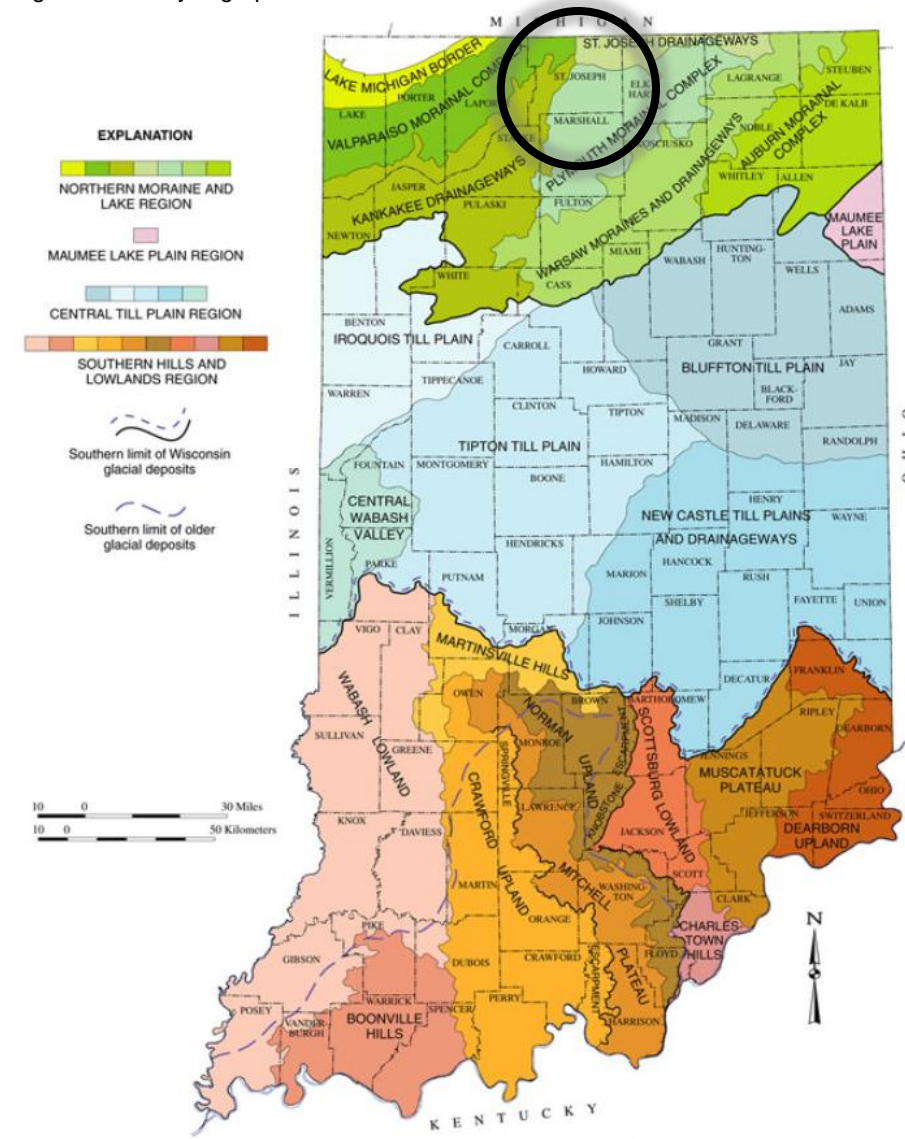 MICHIGAN
ST. JOSEPH DRAINAGEWAYS
LAKE MICHIGAN BORDER
STEUBEN
ST. JOSEPH
LAGRANGE
PORTER
LAKE
VALPARAISO MORAINAL
MARSHALL
PLYMOUTH MORAINAL COMPLEX
DE KALB
NOBLE
AUBURN MORAINAL
COMPLEX
EXPLANATION
NORTHERN MORAINE AND
LAKE REGION
MAUMEE LAKE PLAIN REGION
CENTRAL TILL PLAIN REGION
SOUTHERN HILLS AND
LOWLANDS REGION
Southern limit of Wisconsin
glacial deposits
Southern limit of older
glacial deposits
WHITLEY
ALLEN
JASPER
KANKAKEE DRAINAGEWAYS
PULASKI
FULTON
NEWTON
WARSAW MORAINES AND DRAINAGEWAYS
MIAMI
WABASH
HUNTING-
TON
MAUMEE
LAKE
PLAIN
WELLS
WHITE
CASS
ADAMS
BENTON
IROQUOIS TILL PLAIN
CARROLL
GRANT
HOWARD
BLUFFTON TILL PLAIN
JAY
TIPPECANOE
BLACK-
FORD
WARREN
CLINTON
TIPTON
MADISON
DELAWARE
RANDOLPH
TIPTON TILL PLAIN
FOUNTAIN
MONTGOMERY
HAMILTON
BOONE
ILLINOIS
CENTRAL
WABASH
VALLEY
HENRY
NEW CASTLE TILL PLAINS
AND DRAINAGEWAYS
WAYNE
HENDRICKS
HANCOCK
VERMILLION
PARKE
PUTNAM
MARION
RUSH
SHELBY
FAYETTE
UNION
JOHNSON
VIGO
CLAY
MORGAN
MARTINSVILLE HILLS
DECATUR
FRANKLIN
WABASH LOWLAND
OWEN
BROWN
BARTHOLOMEW
RIPLEY
DEARBORN
SULLIVAN
GREENE
MONROE
NORMAN UPLAND
KNOBSTONE ESCARPMENT
SCOTTSBURG LOWLAND
JENNINGS
MUSCATATUCK
PLATEAU
OHIO
CRAWFORD UPLAND
SPRINGVILLE
ESCARPMENT
LAWRENCE
JEFFERSON
SWITZERLAND
DEARBORN
UPLAND
10 0 30 Miles
10 0 50 Kilometers
KNOX
DAVIESS
JACKSON
SCOTT
MARTIN
MITCHELL
PLATEAU
WASHING-
TON
CLARK
ORANGE
CHARLES
TOWN
HILLS
PIKE
GIBSON
DUBOIS
CRAWFORD
FLOYD
N
POSEY
VANDER-
BURGH
WARRICK
SPENCER
PERRY
HARRISON
BOONVILLE
HILLS
KENTUCKY